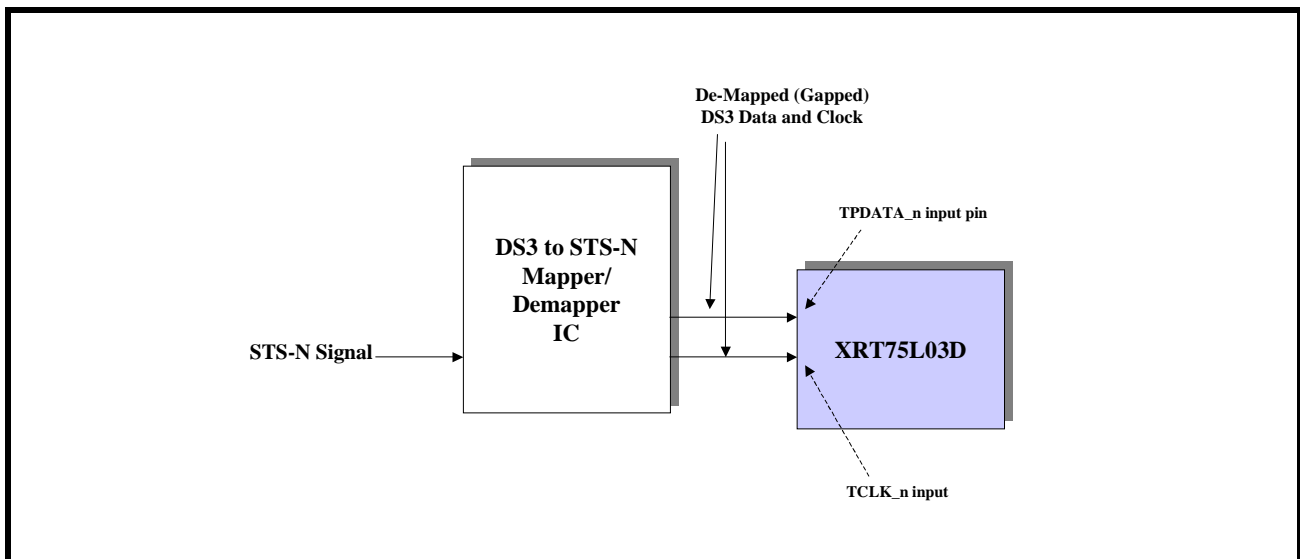 De-Mapped (Gapped)
DS3 Data and Clock
TPDATA_n input pin
DS3 to STS-N
Mapper/
Demapper
IC
STS-N Signal
XRT75L03D
TCLK_n input